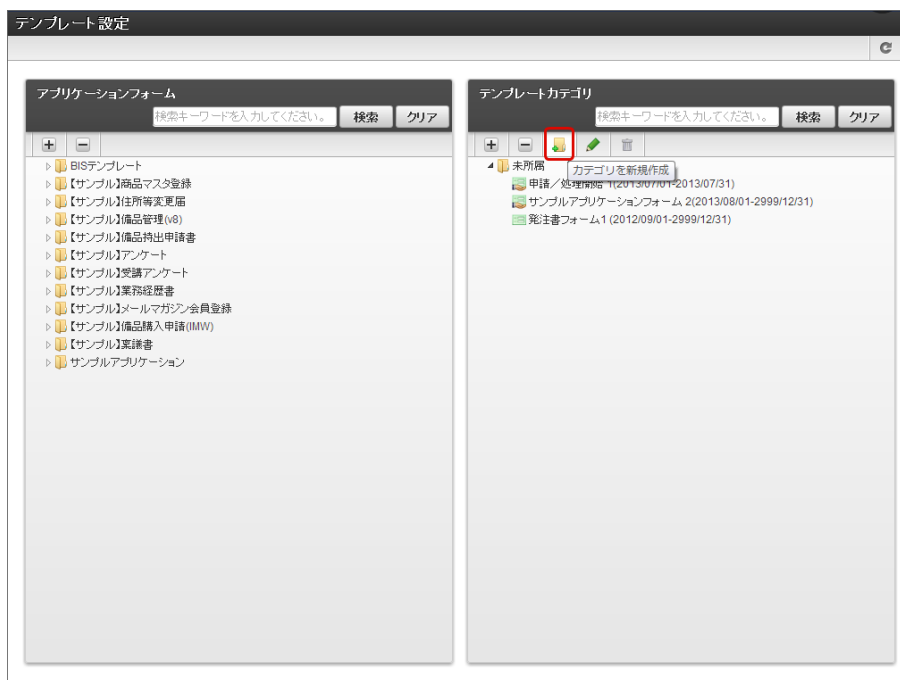 テンプレート設定
アプリケーションフォーム
検索キーワードを入力してください。 検索 クリア
BISテンプレート
【サンプル】商品マスタ登録
【サンプル】住所等変更届
【サンプル】備品管理(v8)
【サンプル】備品持出申請書
【サンプル】アンケート
【サンプル】受講アンケート
【サンプル】業務経歴書
【サンプル】メールマガジン会員登録
【サンプル】備品購入申請(IMW)
【サンプル】稟議書
サンプルアプリケーション
テンプレートカテゴリ
検索キーワードを入力してください。 検索 クリア
未所属
カテゴリを新規作成
申請／処理開始 1(2013/07/01-2013/07/31)
サンプルアプリケーションフォーム 2(2013/08/01-2999/12/31)
発注書フォーム1 (2012/09/01-2999/12/31)